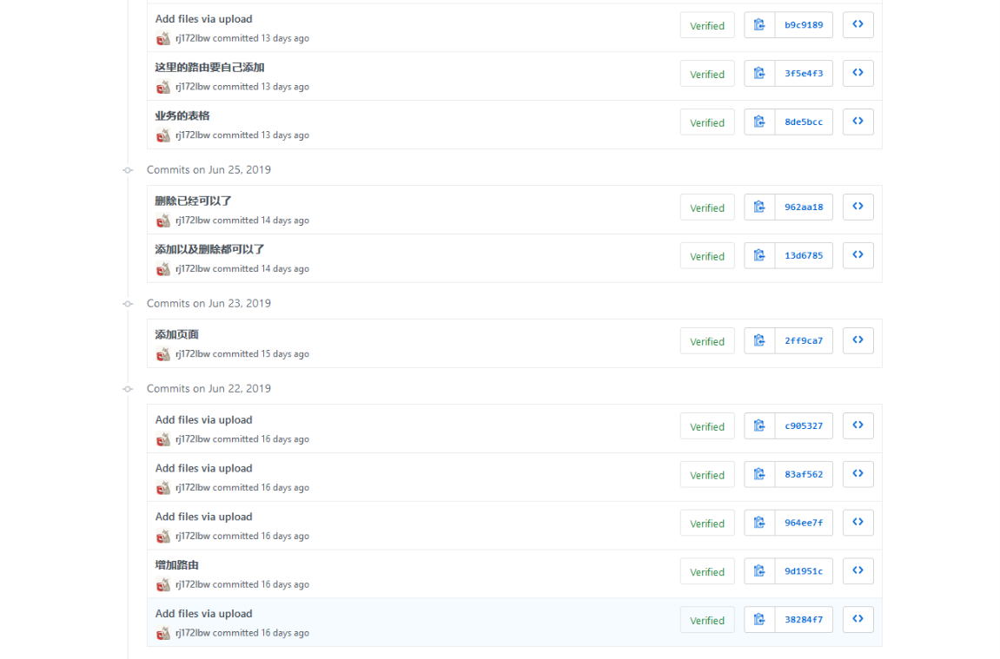 Add files via upload
Verified b9c9189
rj172lbw committed 13 days ago
这里的路由要自己添加
Verified 3f5e4f3
rj172lbw committed 13 days ago
业务的表格
Verified 8de5bcc
rj172lbw committed 13 days ago
Commits on Jun 25, 2019
删除已经可以了
Verified 962aa18
rj172lbw committed 14 days ago
添加以及删除都可以了
Verified 13d6785
rj172lbw committed 14 days ago
Commits on Jun 23, 2019
添加页面
Verified 2ff9ca7
rj172lbw committed 15 days ago
Commits on Jun 22, 2019
Add files via upload
Verified c905327
rj172lbw committed 16 days ago
Add files via upload
Verified 83af562
rj172lbw committed 16 days ago
Add files via upload
Verified 964ee7f
rj172lbw committed 16 days ago
增加路由
Verified 9d1951c
rj172lbw committed 16 days ago
Add files via upload
Verified 38284f7
rj172lbw committed 16 days ago